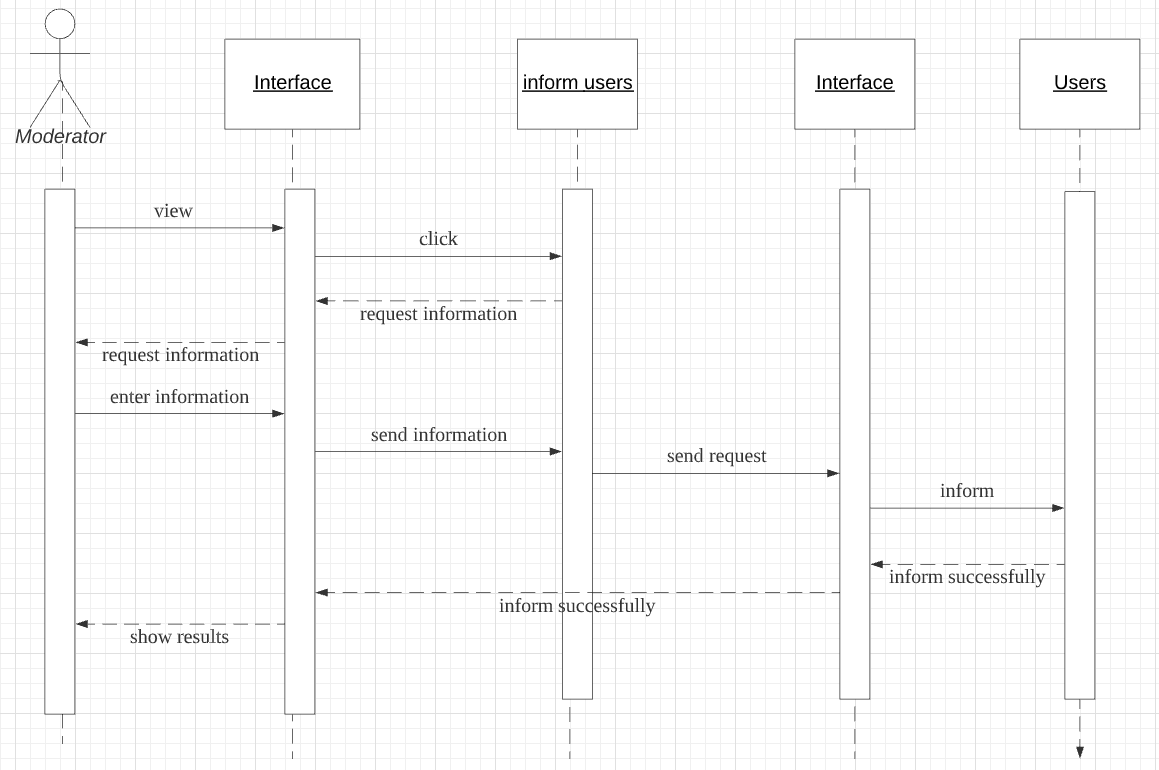 Interface
inform users
Interface
Users
Moderator
view
click
request information
request information
enter information
send information
send request
inform
inform successfully
inform successfully
show results